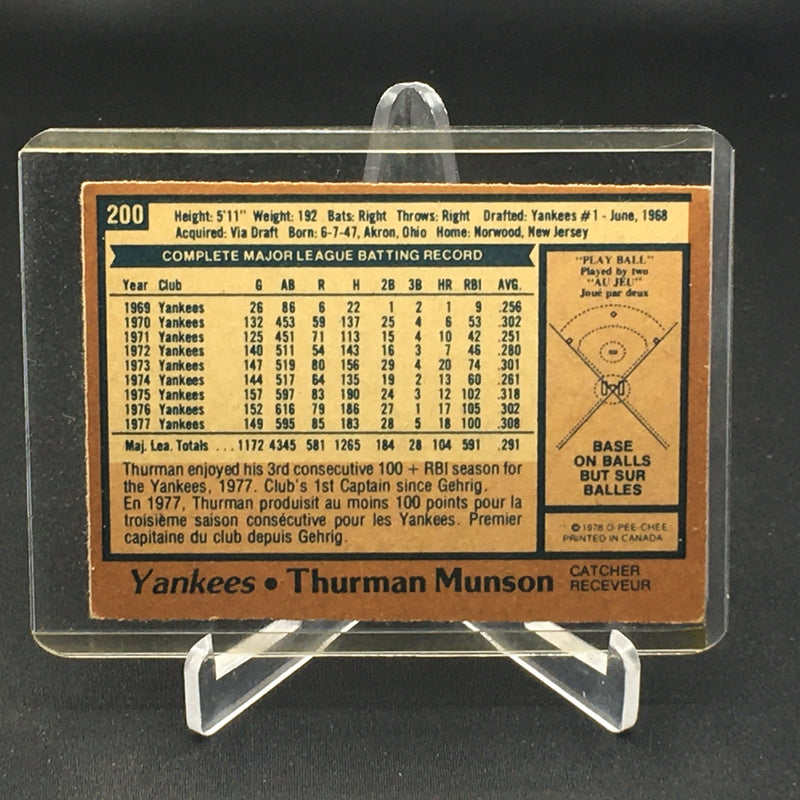 200
Height: 5'11" Weight: 192 Bats: Right Throws: Right Drafted: Yankees #1 - June, 1968
Acquired: Via Draft Born: 6-7-47, Akron, Ohio Home: Norwood, New Jersey
COMPLETE MAJOR LEAGUE BATTING RECORD
Year Club G AB R H 2B 3B HR RBI AVG.
1969 Yankees 26 86 6 22 1 2 1 9 .256
1970 Yankees 132 453 59 137 25 4 6 53 .302
1971 Yankees 125 451 71 113 15 4 10 42 .251
1972 Yankees 140 511 54 143 16 3 7 46 .280
1973 Yankees 147 519 80 156 29 4 20 74 .301
1974 Yankees 144 517 64 135 19 2 13 60 .261
1975 Yankees 157 597 83 190 24 3 12 102 .318
1976 Yankees 152 616 79 186 27 1 17 105 .302
1977 Yankees 149 595 85 183 28 5 18 100 .308
Maj. Lea. Totals ... 1172 4345 581 1265 184 28 104 591 .291
Thurman enjoyed his 3rd consecutive 100 + RBI season for
the Yankees, 1977. Club's 1st Captain since Gehrig.
En 1977, Thurman produisit au moins 100 points pour la
troisième saison consécutive pour les Yankees. Premier
capitaine du club depuis Gehrig.
"PLAY BALL"
Played by two
"AU JEU"
Joué par deux
BASE
ON BALLS
BUT SUR
BALLES
©1978 O PEE-CHEE
PRINTED IN CANADA
Yankees • Thurman Munson
CATCHER
RECEVEUR